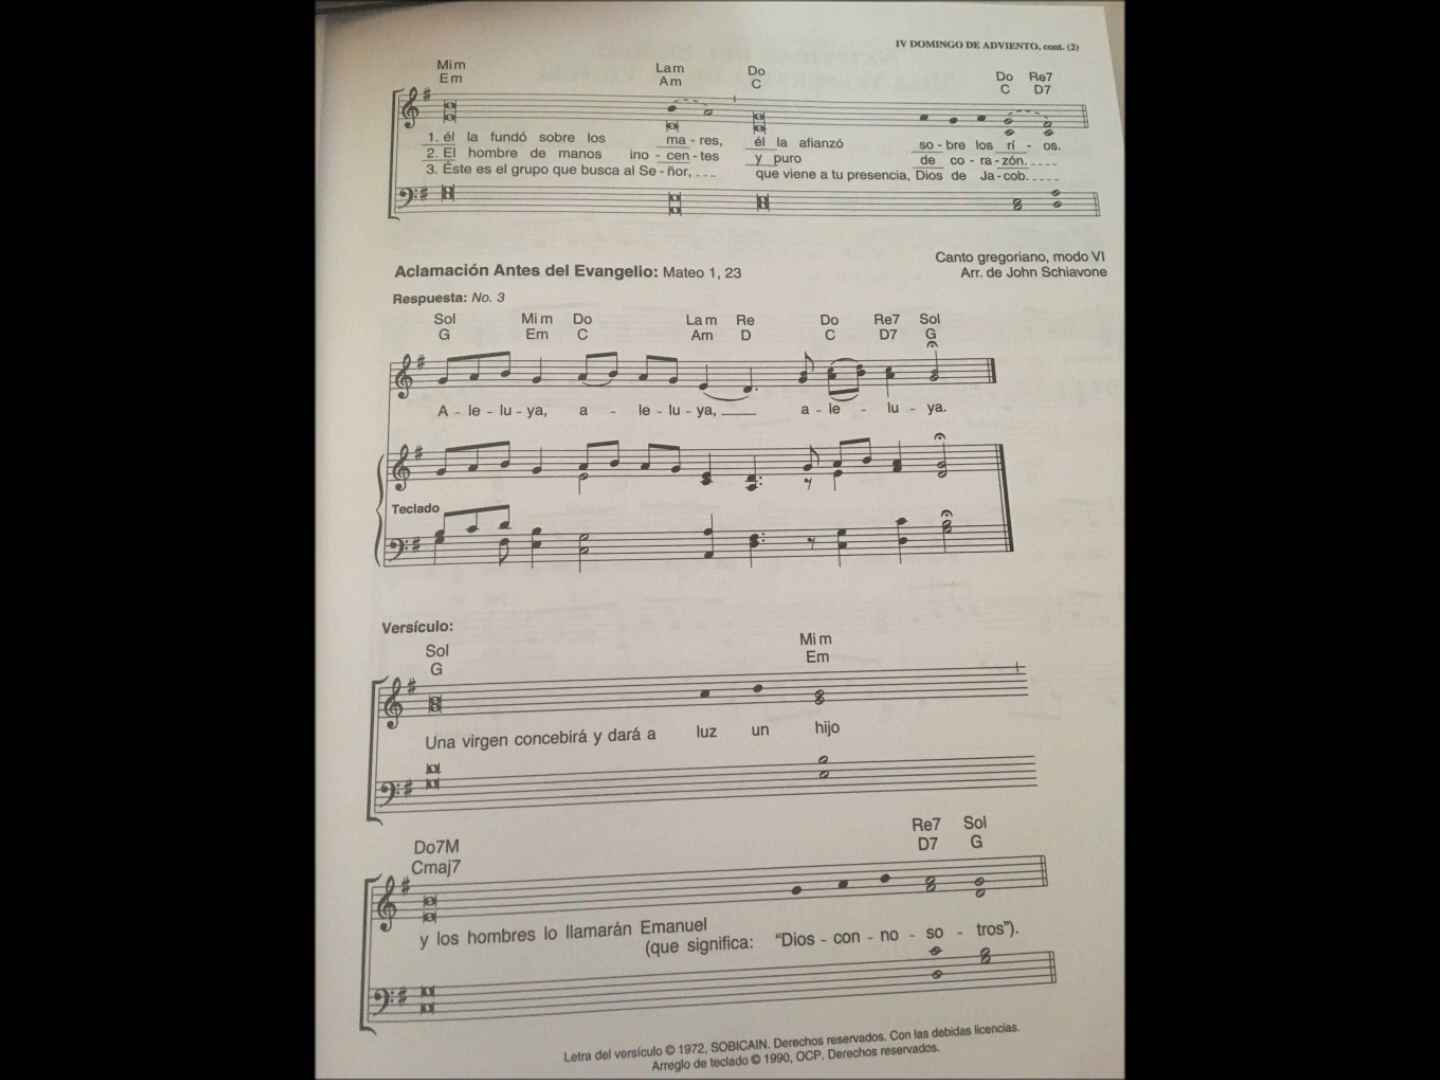 IV DOMINGO DE ADVIENTO, cont. (2)
Mi m Lam Do Do Re7
Em Am C C D7
1. él la fundó sobre los ma - res, él la afianzó so - bre los rí - os.
2. El hombre de manos ino - cen - tes y puro de co - ra - zón.
3. Éste es el grupo que busca al Se - ñor, que viene a tu presencia, Dios de Ja - cob.
Aclamación Antes del Evangelio: Mateo 1, 23
Canto gregoriano, modo VI
Arr. de John Schiavone
Respuesta: No. 3
Sol Mi m Do Lam Re Do Re7 Sol
G Em C Am D C D7 G
A - le - lu - ya, a - le - lu - ya, a - le - lu - ya.
Teclado
Versículo:
Sol Mi m
G Em
Una virgen concebirá y dará a luz un hijo
Do7M Re7 Sol
Cmaj7 D7 G
y los hombres lo llamarán Emanuel
(que significa: “Dios - con - no - so - tros”).
Letra del versículo © 1972, SOBICAIN. Derechos reservados. Con las debidas licencias.
Arreglo de teclado © 1990, OCP. Derechos reservados.